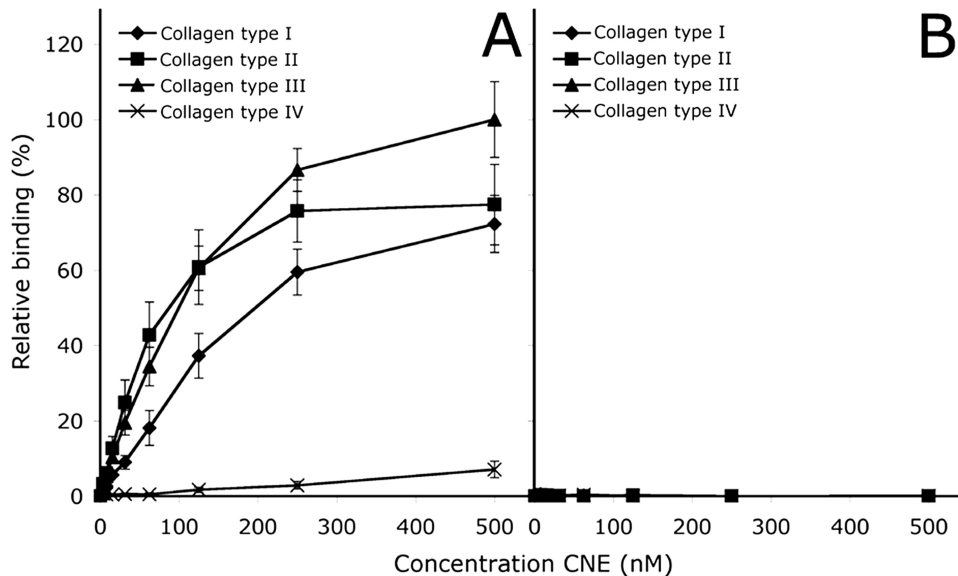 A
Collagen type I
Collagen type II
Collagen type III
Collagen type IV
120
100
80
60
40
20
0
Relative binding (%)
0 100 200 300 400 500
B
Collagen type I
Collagen type II
Collagen type III
Collagen type IV
0 100 200 300 400 500
Concentration CNE (nM)